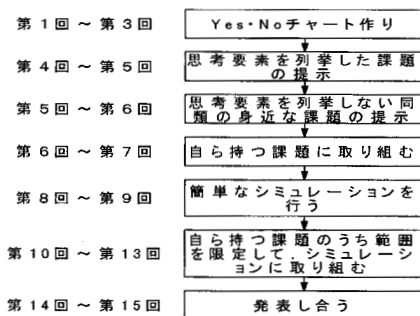 第1回～第3回
Yes・Noチャート作り
第4回～第5回
思考要素を列挙した課題
の提示
第5回～第6回
思考要素を列挙しない同
類の身近な課題の提示
第6回～第7回
自ら持つ課題に取り組む
第8回～第9回
簡単なシミュレーションを
行う
第10回～第13回
自ら持つ課題のうち範囲
を限定して．シミュレーシ
ョンに取り組む
第14回～第15回
発表し合う